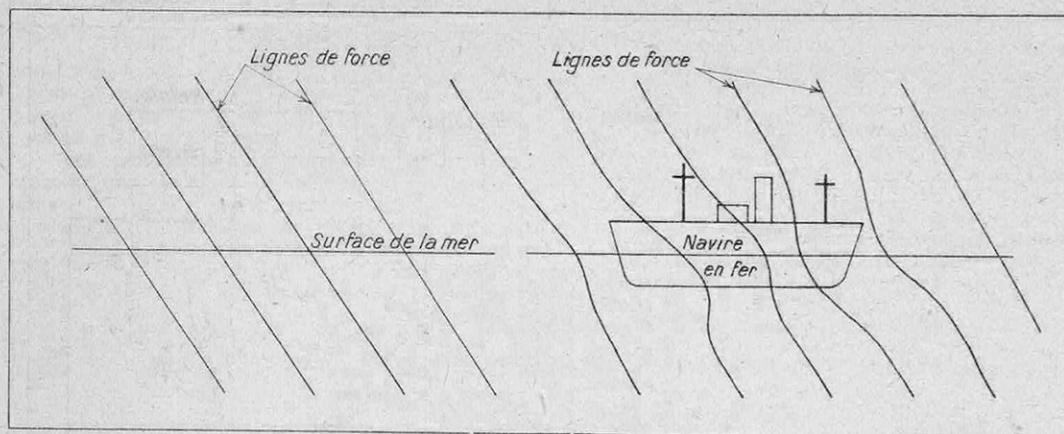 Lignes de force
Lignes de force
Surface de la mer
Navire
en fer